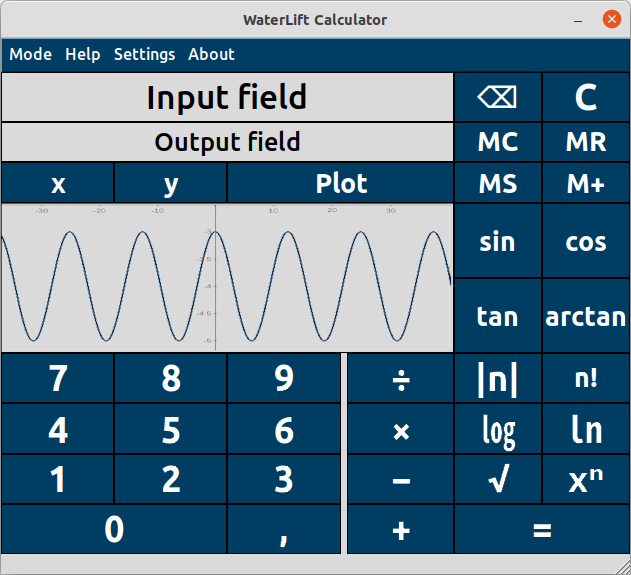 WaterLift Calculator
Mode Help Settings About
Input field ⌫ C
Output field MC MR
x y Plot MS M+
-30 -20 -10 10 20 30
-3
-3.5
-4
-4.5
-5
sin cos
tan arctan
7 8 9 ÷ |n| n!
4 5 6 × log ln
1 2 3 − √ xⁿ
0 , + =